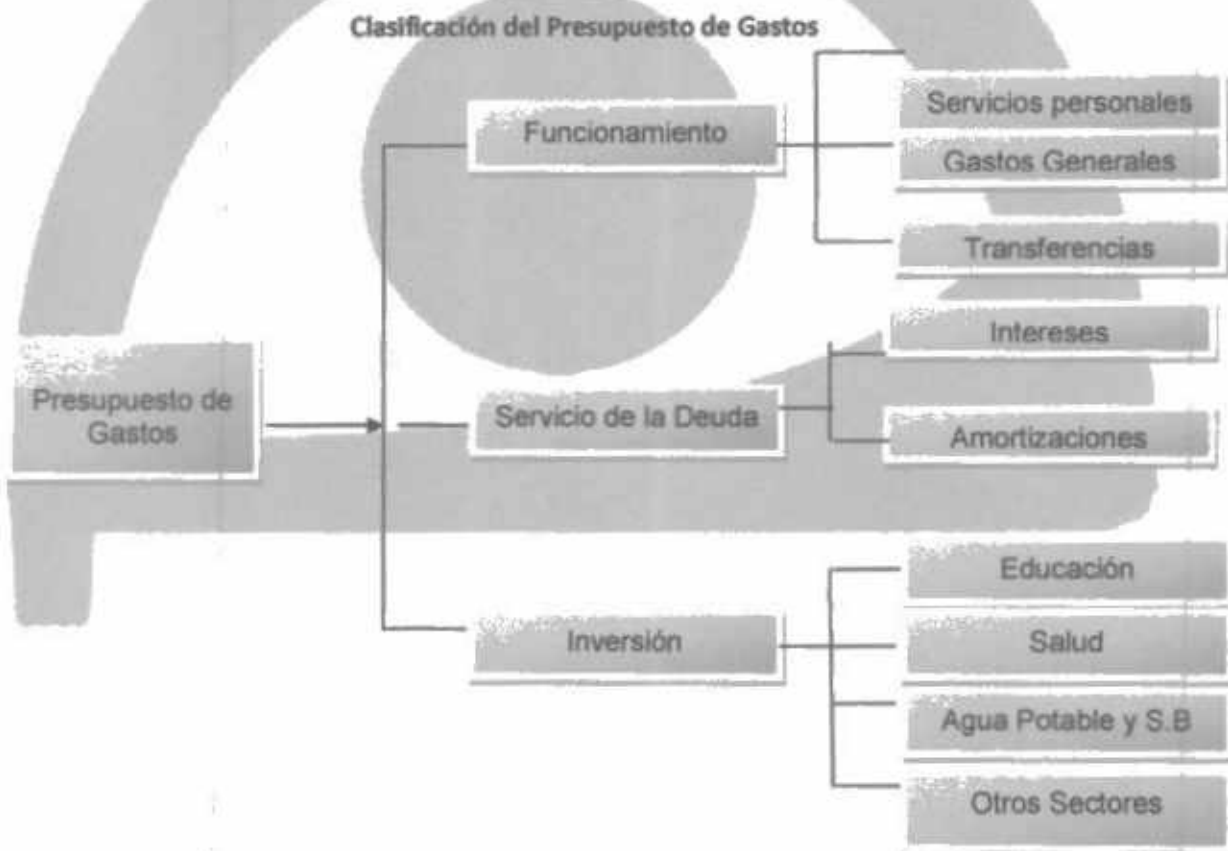 Clasificación del Presupuesto de Gastos
Funcionamiento
Servicios personales
Gastos Generales
Transferencias
Presupuesto de
Gastos
Servicio de la Deuda
Intereses
Amortizaciones
Inversión
Educación
Salud
Agua Potable y S.B
Otros Sectores